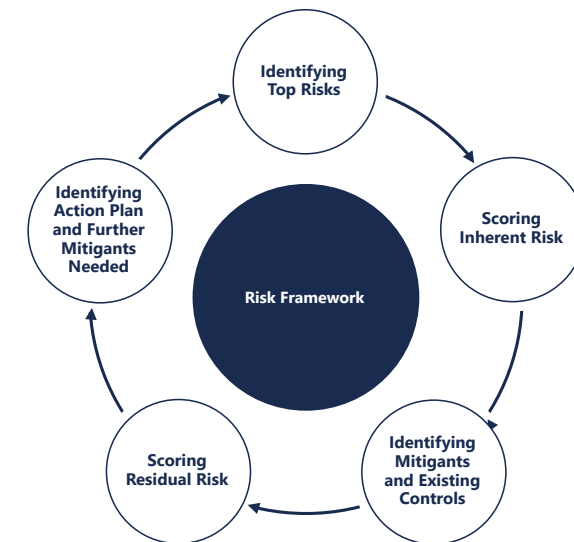 Identifying
Top Risks
Scoring
Inherent Risk
Identifying
Mitigants
and Existing
Controls
Scoring
Residual Risk
Identifying
Action Plan
and Further
Mitigants
Needed
Risk Framework